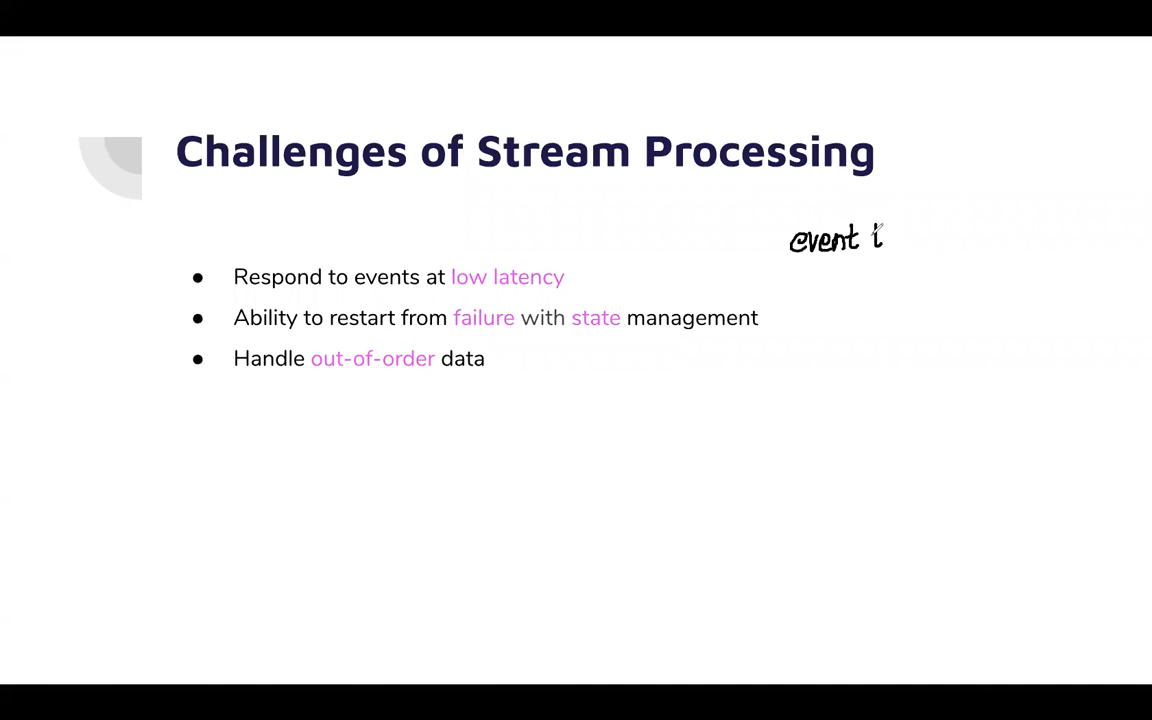 Challenges of Stream Processing
event
● Respond to events at low latency
● Ability to restart from failure with state management
● Handle out-of-order data